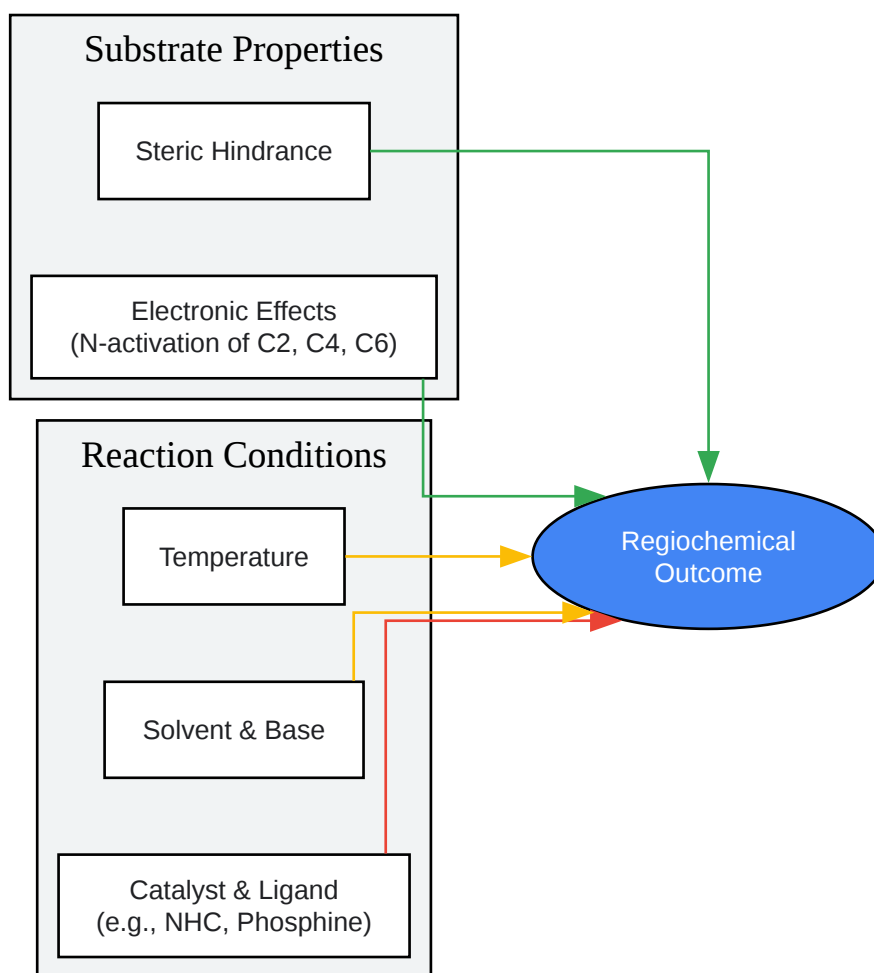 Substrate Properties
Steric Hindrance
Electronic Effects
(N-activation of C2, C4, C6)
Reaction Conditions
Temperature
Solvent & Base
Catalyst & Ligand
(e.g., NHC, Phosphine)
Regiochemical
Outcome